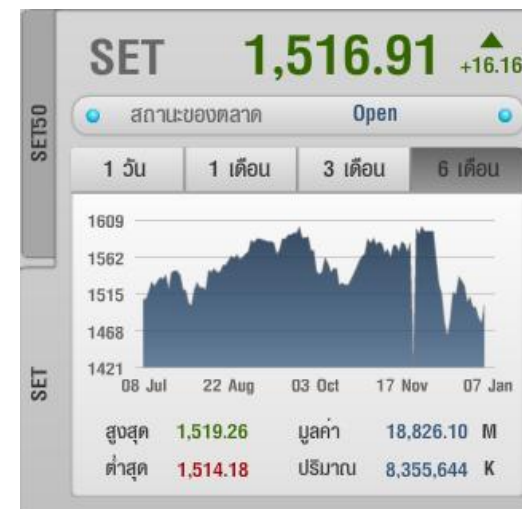 SET50
SET
SET 1,516.91 +16.16
สถานะของตลาด Open
1 วัน 1 เดือน 3 เดือน 6 เดือน
1609
1562
1515
1468
1421
08 Jul 22 Aug 03 Oct 17 Nov 07 Jan
สูงสุด 1,519.26 มูลค่า 18,826.10 M
ต่ำสุด 1,514.18 ปริมาณ 8,355,644 K